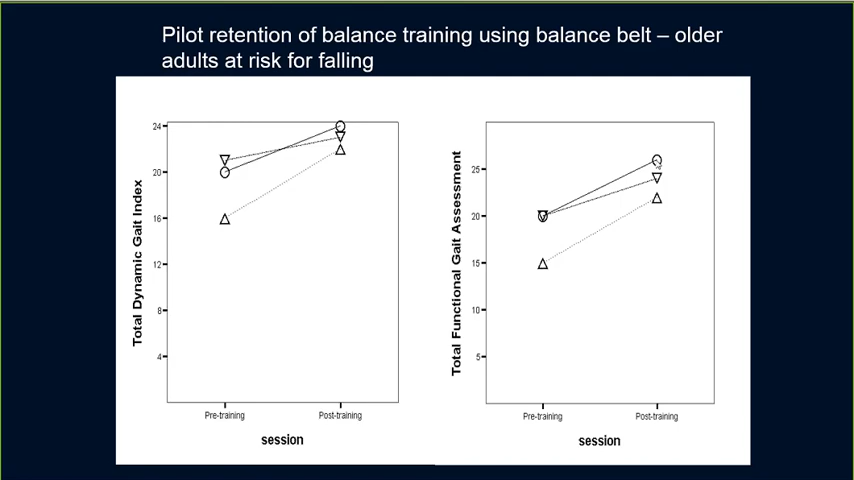 Pilot retention of balance training using balance belt – older
adults at risk for falling
Total Dynamic Gait Index
24
20
16
12
8
4
Pre-training
Post-training
session
Total Functional Gait Assessment
25
20
15
10
5
Pre-training
Post-training
session